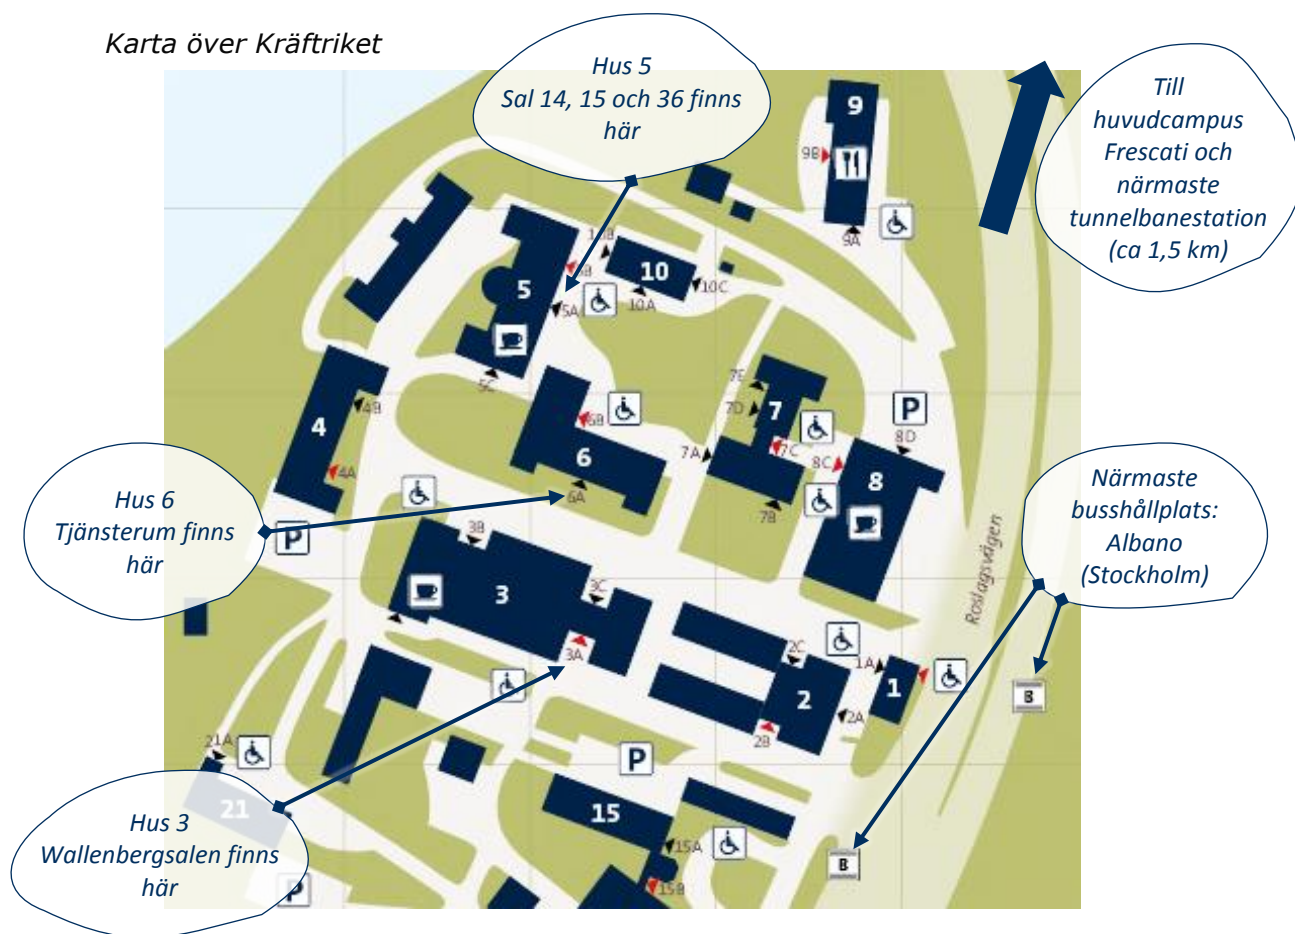 Karta över Kräftriket
Hus 5
Sal 14, 15 och 36 finns
här
Till
huvudcampus
Frescati och
närmaste
tunnelbanestation
(ca 1,5 km)
9
9B
9A
5
5A
5C
10
10A
10C
4
4B
4A
6
6B
6A
7
7E
7D
7A
7C
7B
8
8D
8C
P
Hus 6
Tjänsterum finns
här
P
Närmaste
busshållplats:
Albano
(Stockholm)
Roslagsvägen
3
3B
3C
3A
2
2C
2A
2B
1
1A
B
21A
21
P
15
15A
15B
B
Hus 3
Wallenbergsalen finns
här
P